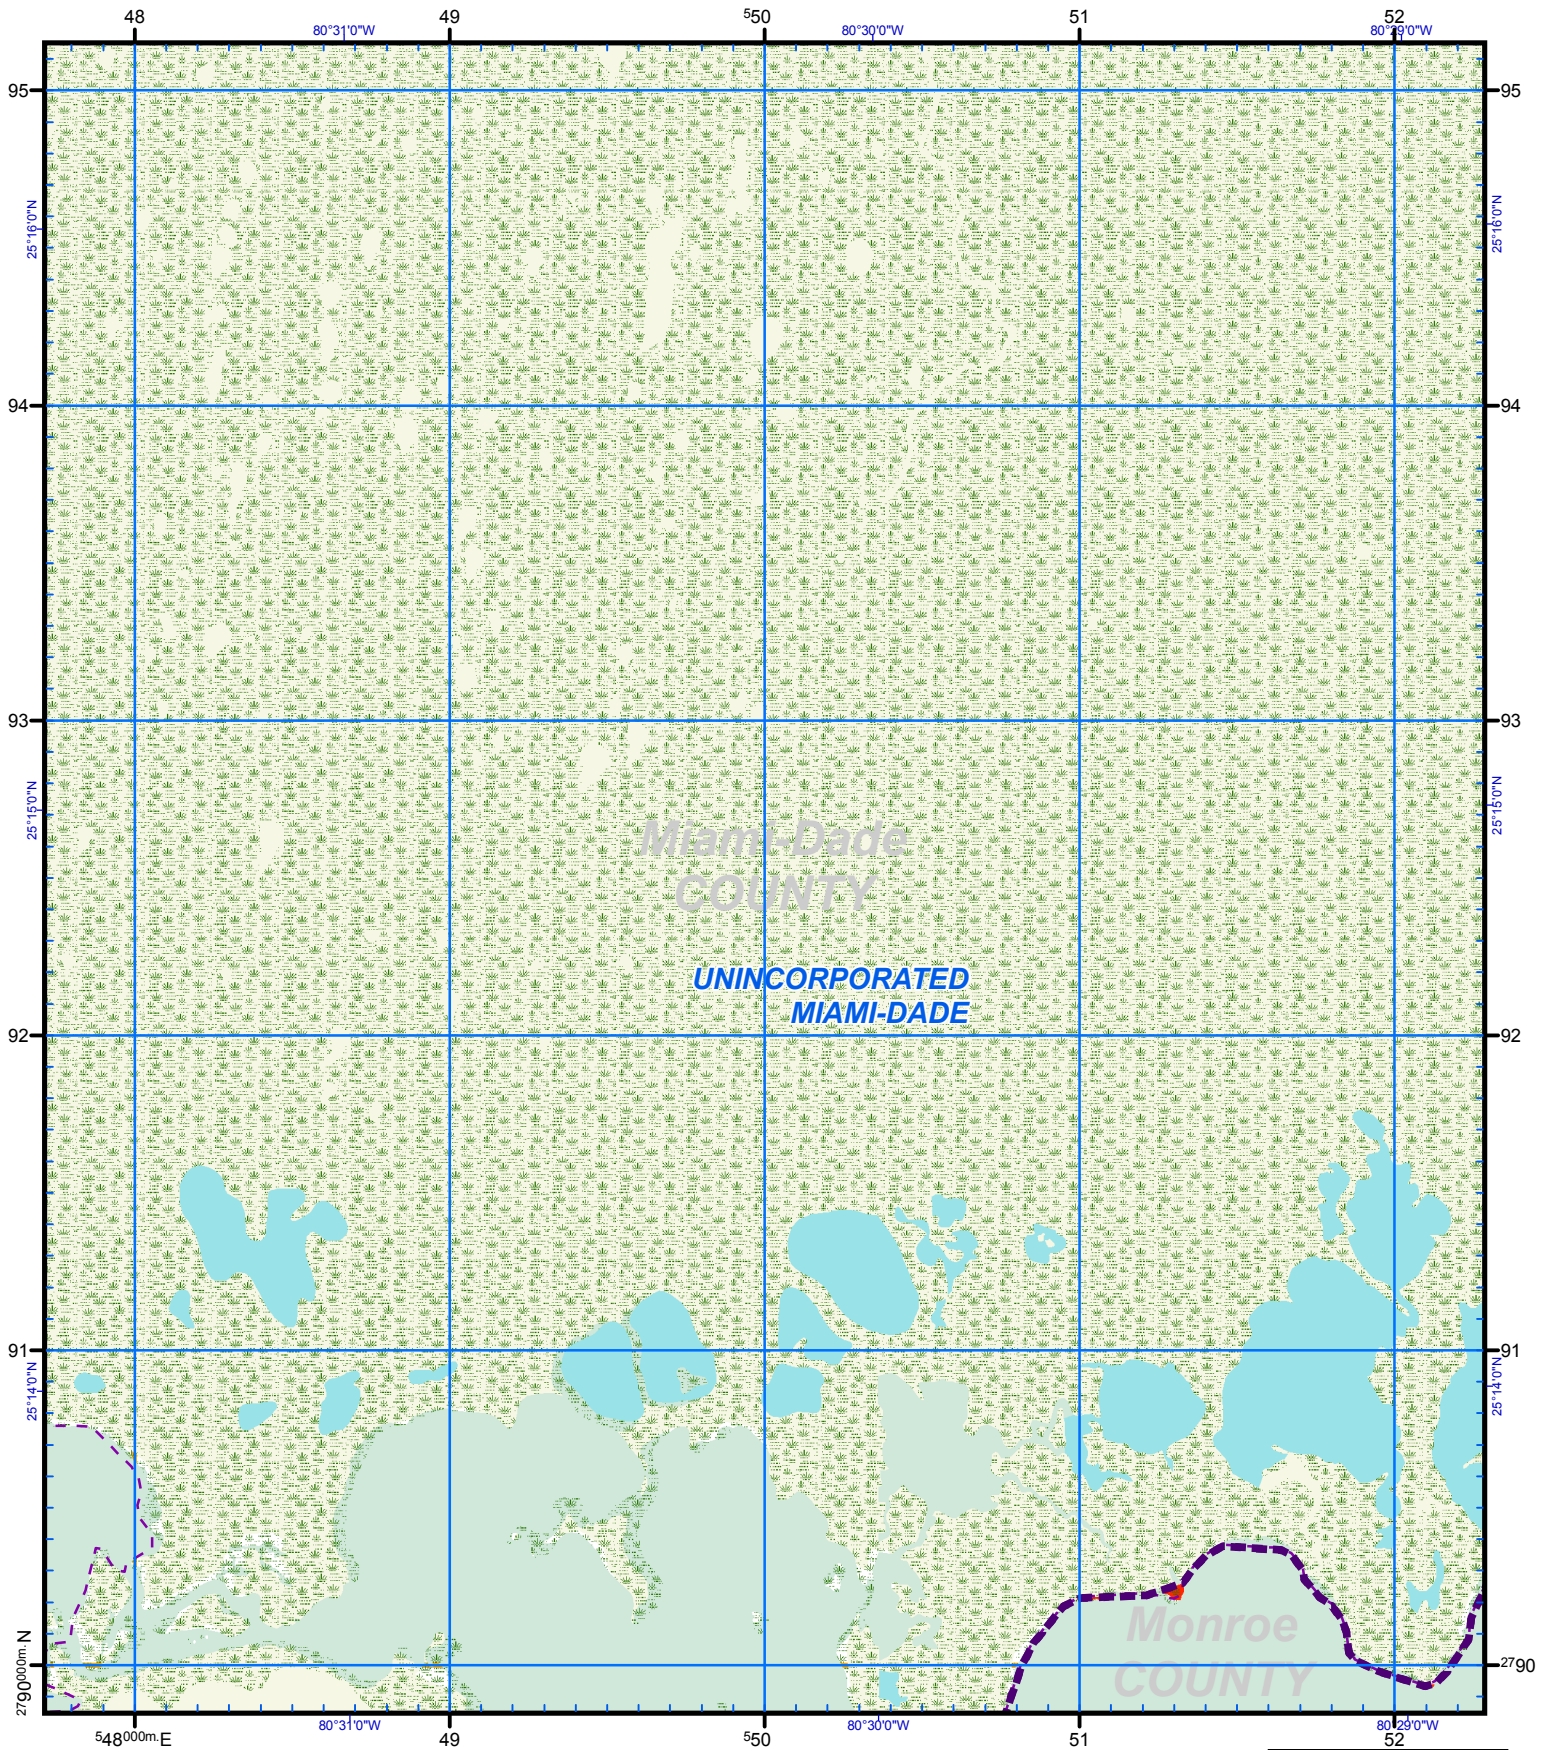 48 49 ⁵50 51 52
80°31'0"W 80°30'0"W 80°29'0"W
95 95
25°16'0"N 25°16'0"N
94 94
93 93
25°15'0"N 25°15'0"N
Miami-Dade
COUNTY
UNINCORPORATED
MIAMI-DADE
92 92
91 91
25°14'0"N 25°14'0"N
Monroe
COUNTY
²⁷90⁰⁰⁰ᵐ·N ²⁷90
80°31'0"W 80°30'0"W 80°29'0"W
⁵48⁰⁰⁰ᵐ·E 49 ⁵50 51 52